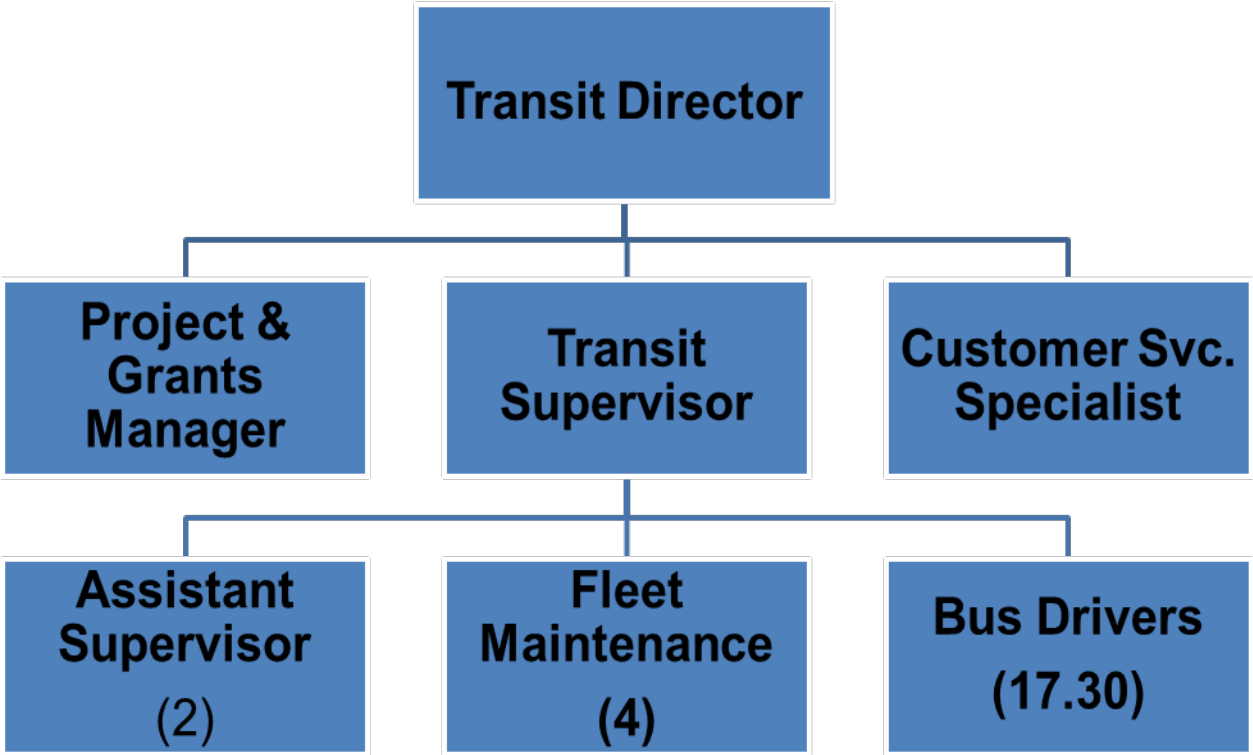 Transit Director
Project &
Grants
Manager
Transit
Supervisor
Customer Svc.
Specialist
Assistant
Supervisor
(2)
Fleet
Maintenance
(4)
Bus Drivers
(17.30)